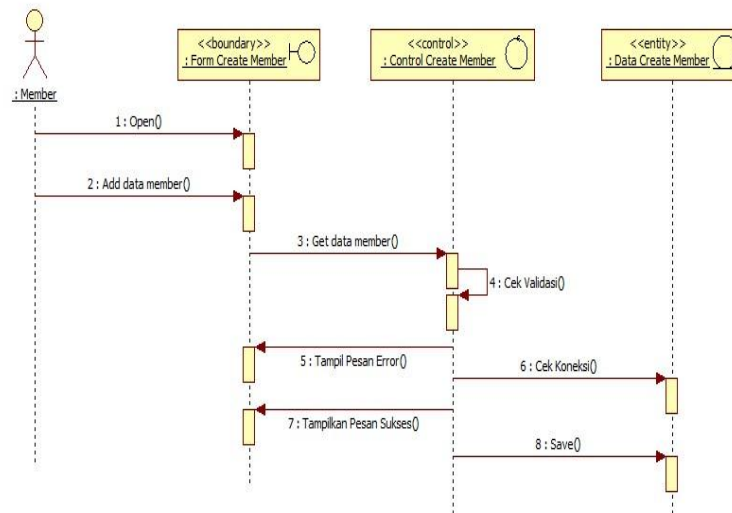 <<boundary>>
: Form Create Member
<<control>>
: Control Create Member
<<entity>>
: Data Create Member
: Member
1 : Open()
2 : Add data member()
3 : Get data member()
4 : Cek Validasi()
5 : Tampil Pesan Error()
6 : Cek Koneksi()
7 : Tampilkan Pesan Sukses()
8 : Save()